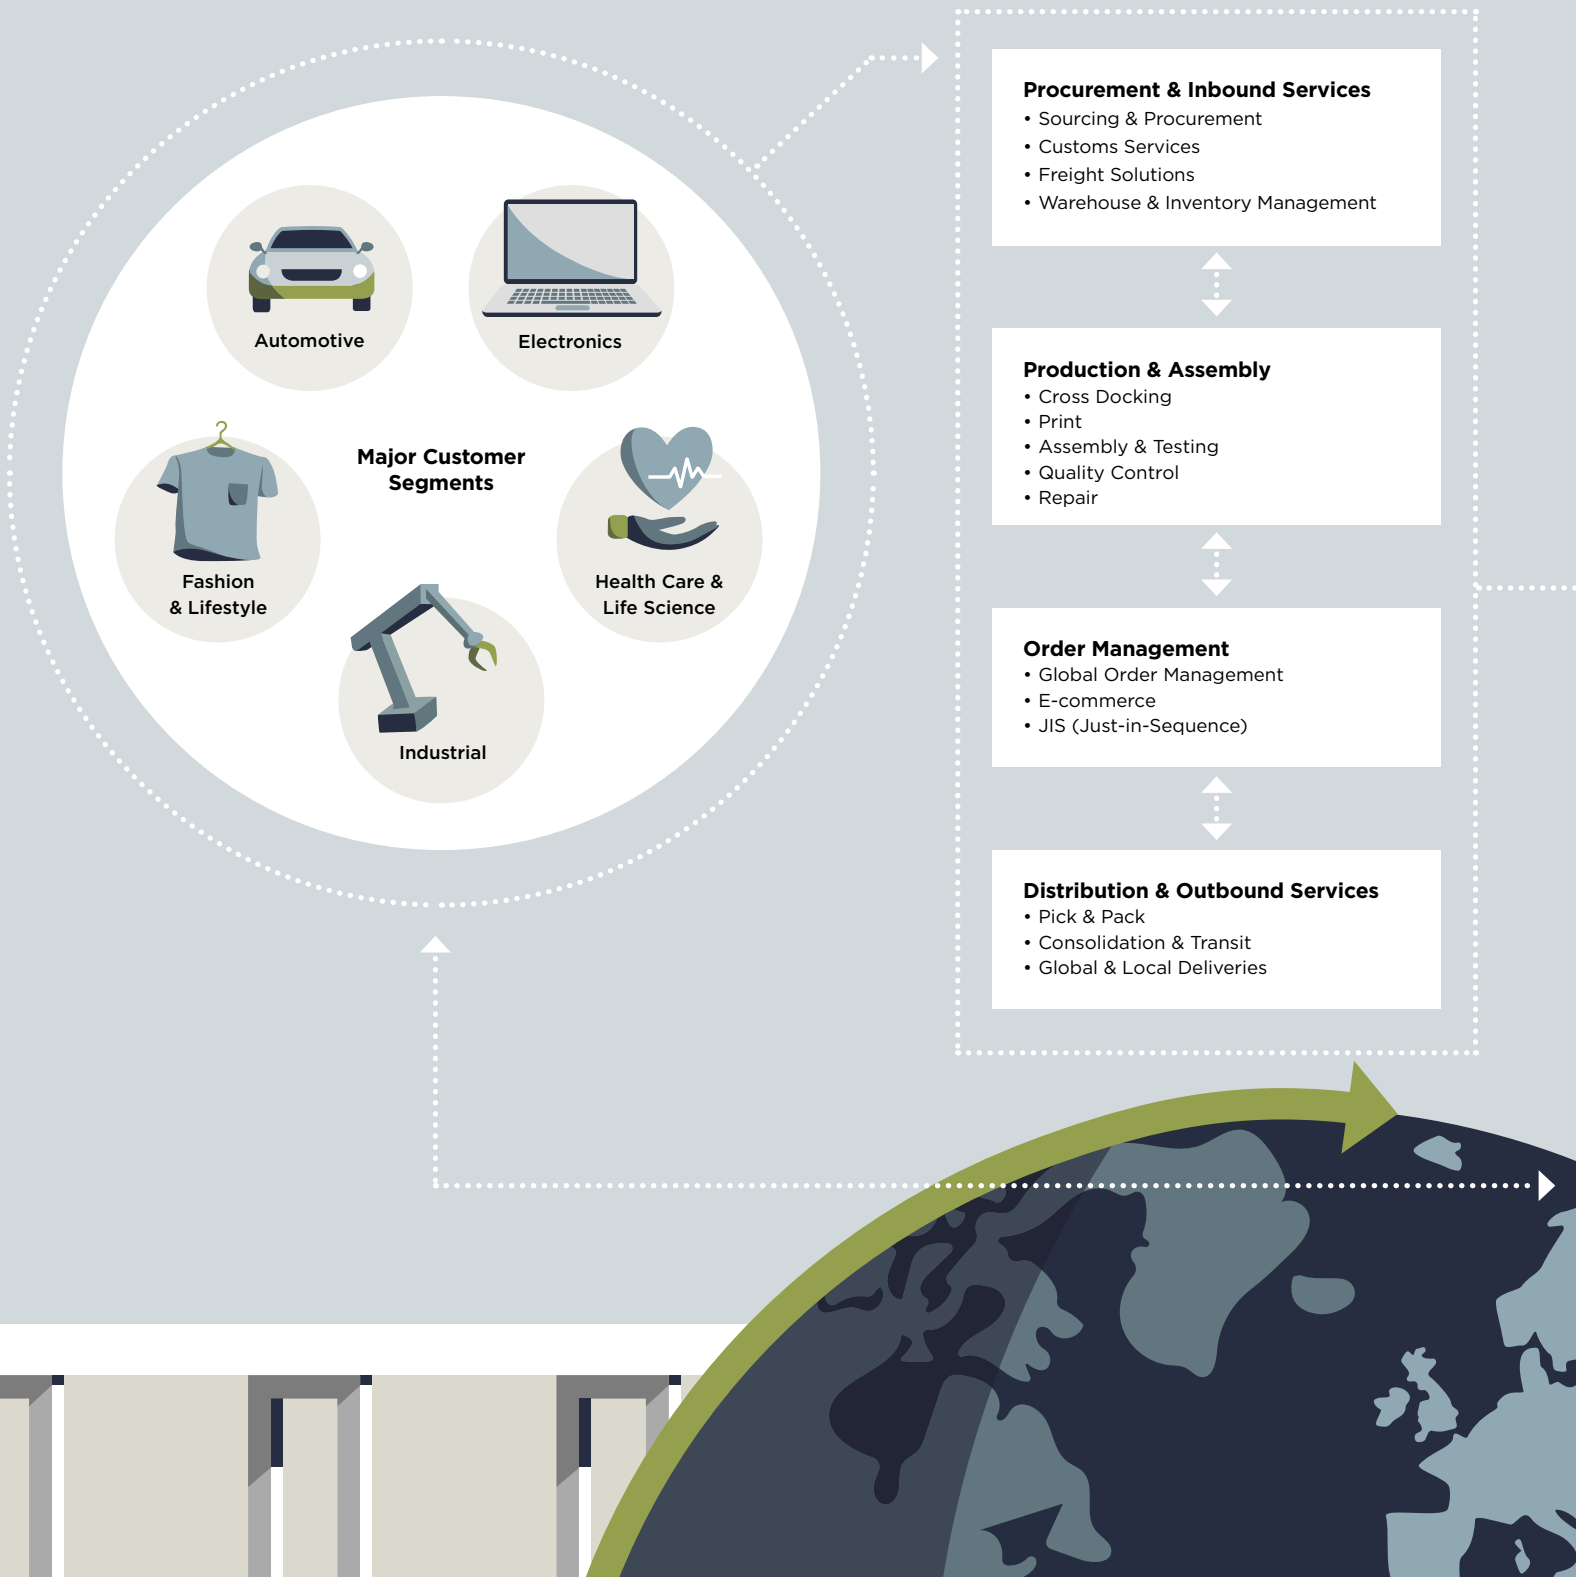 Automotive
Electronics
Major Customer
Segments
Fashion
& Lifestyle
Health Care &
Life Science
Industrial
Procurement & Inbound Services
• Sourcing & Procurement
• Customs Services
• Freight Solutions
• Warehouse & Inventory Management
Production & Assembly
• Cross Docking
• Print
• Assembly & Testing
• Quality Control
• Repair
Order Management
• Global Order Management
• E-commerce
• JIS (Just-in-Sequence)
Distribution & Outbound Services
• Pick & Pack
• Consolidation & Transit
• Global & Local Deliveries